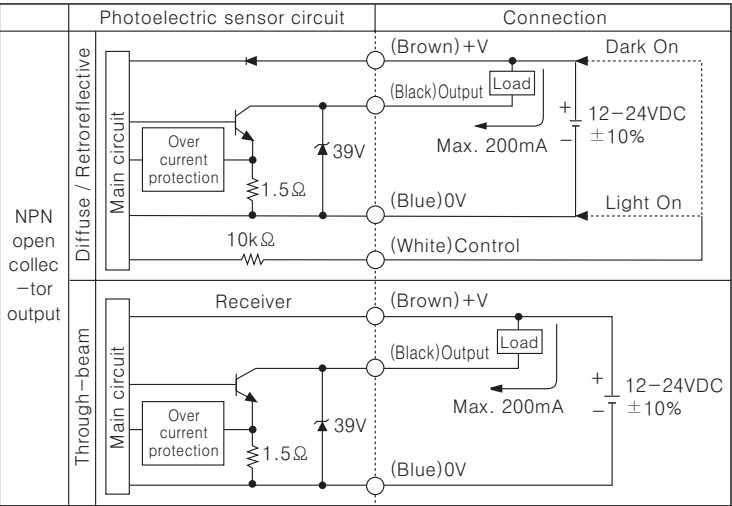 Photoelectric sensor circuit
Connection
NPN
open
collec
-tor
output
Diffuse / Retroreflective
Main circuit
Over
current
protection
1.5Ω
39V
10kΩ
(Brown)+V
(Black)Output
Load
Max. 200mA
(Blue)0V
(White)Control
Dark On
+
12-24VDC
-
±10%
Light On
Through-beam
Main circuit
Receiver
Over
current
protection
1.5Ω
39V
(Brown)+V
(Black)Output
Load
Max. 200mA
(Blue)0V
+
12-24VDC
-
±10%